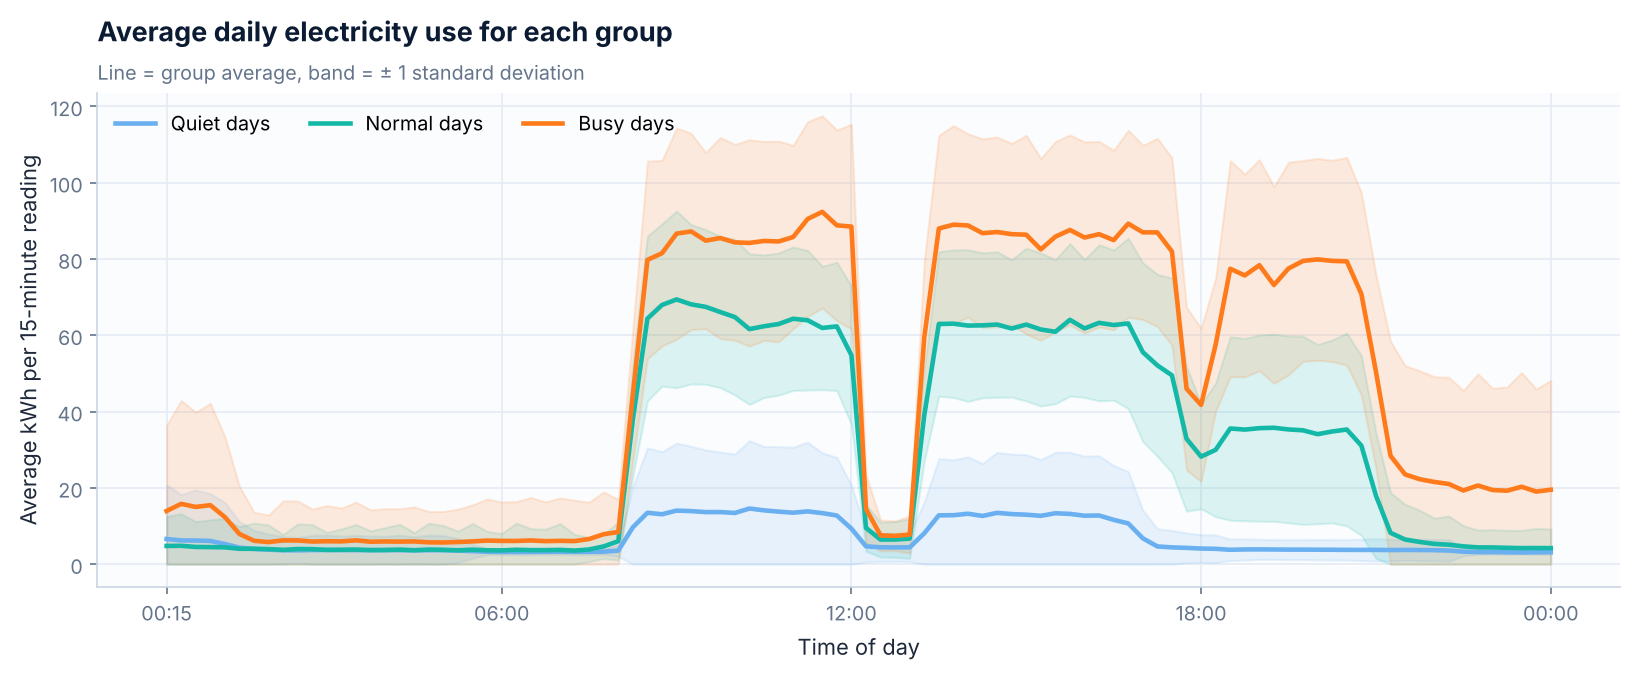 Average daily electricity use for each group
Line = group average, band = ± 1 standard deviation
Quiet days
Normal days
Busy days
Average kWh per 15-minute reading
120
100
80
60
40
20
0
00:15
06:00
12:00
18:00
00:00
Time of day